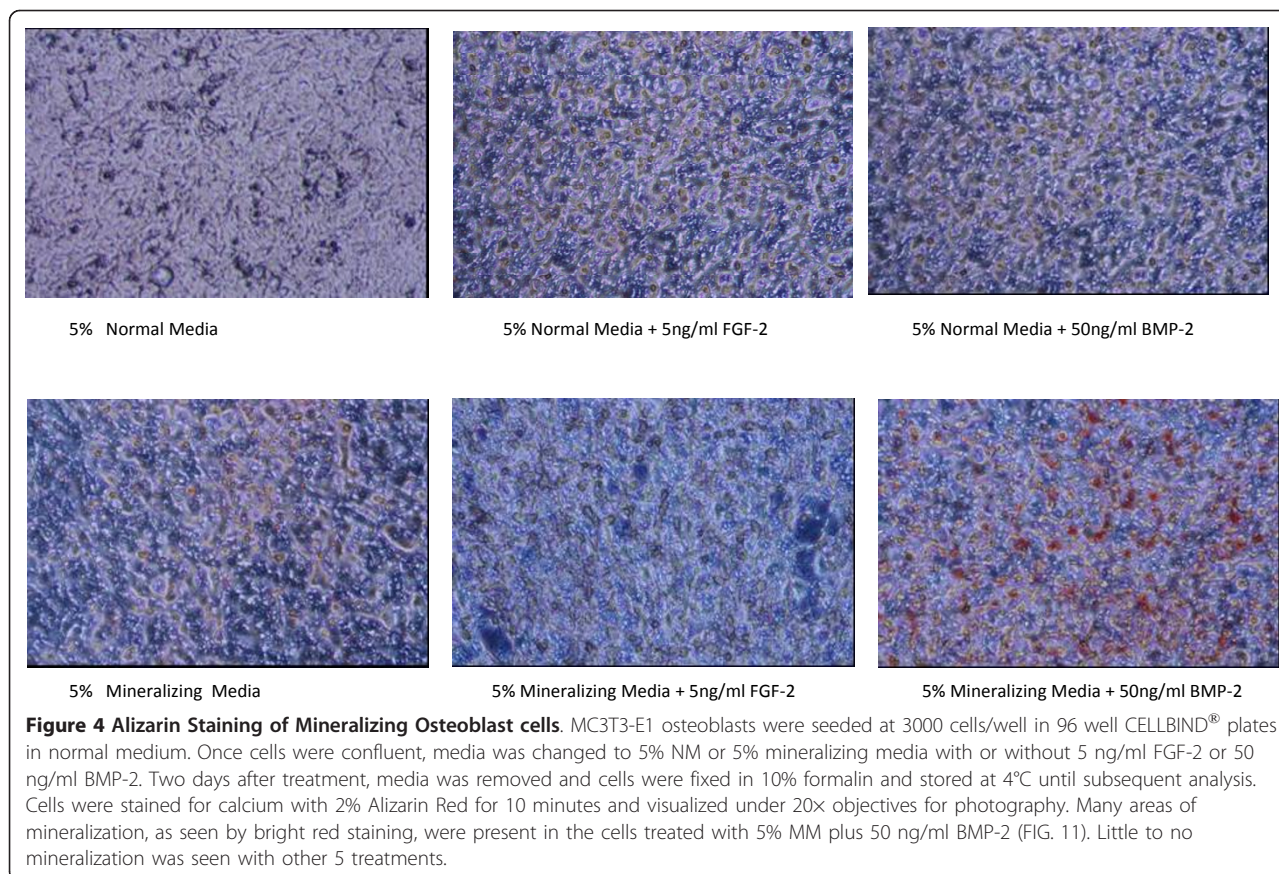 5% Normal Media
5% Normal Media + 5ng/ml FGF-2
5% Normal Media + 50ng/ml BMP-2
5% Mineralizing Media
5% Mineralizing Media + 5ng/ml FGF-2
5% Mineralizing Media + 50ng/ml BMP-2
Figure 4 Alizarin Staining of Mineralizing Osteoblast cells. MC3T3-E1 osteoblasts were seeded at 3000 cells/well in 96 well CELLBIND® plates
in normal medium. Once cells were confluent, media was changed to 5% NM or 5% mineralizing media with or without 5 ng/ml FGF-2 or 50
ng/ml BMP-2. Two days after treatment, media was removed and cells were fixed in 10% formalin and stored at 4°C until subsequent analysis.
Cells were stained for calcium with 2% Alizarin Red for 10 minutes and visualized under 20× objectives for photography. Many areas of
mineralization, as seen by bright red staining, were present in the cells treated with 5% MM plus 50 ng/ml BMP-2 (FIG. 11). Little to no
mineralization was seen with other 5 treatments.